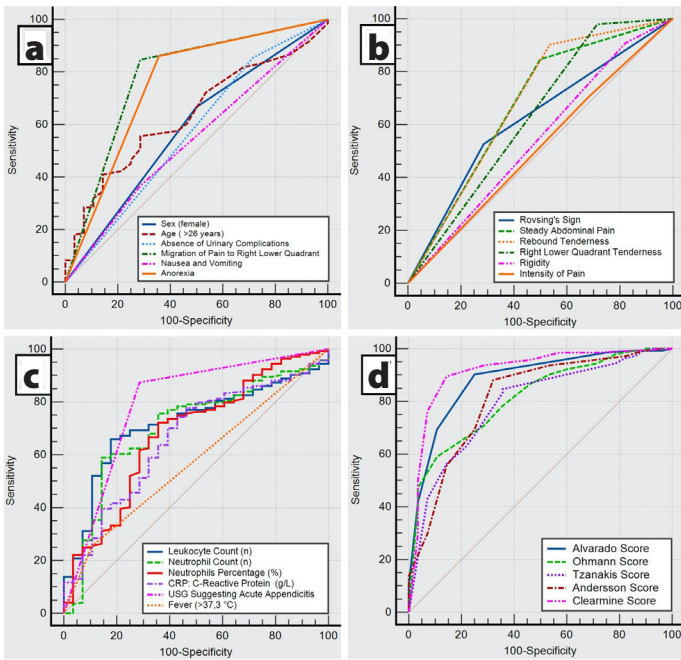 a
100
80
60
40
20
0
Sensitivity
Sex (female)
Age ( >26 years)
Absence of Urinary Complications
Migration of Pain to Right Lower Quadrant
Nausea and Vomiting
Anorexia
0 20 40 60 80 100
100-Specificity
b
100
80
60
40
20
0
Sensitivity
Rovsing's Sign
Steady Abdominal Pain
Rebound Tenderness
Right Lower Quadrant Tenderness
Rigidity
Intensity of Pain
0 20 40 60 80 100
100-Specificity
c
100
80
60
40
20
0
Sensitivity
Leukocyte Count (n)
Neutrophil Count (n)
Neutrophils Percentage (%)
CRP: C-Reactive Protein (g/L)
USG Suggesting Acute Appendicitis
Fever (>37,3 °C)
0 20 40 60 80 100
100-Specificity
d
100
80
60
40
20
0
Sensitivity
Alvarado Score
Ohmann Score
Tzanakis Score
Andersson Score
Clearmine Score
0 20 40 60 80 100
100-Specificity